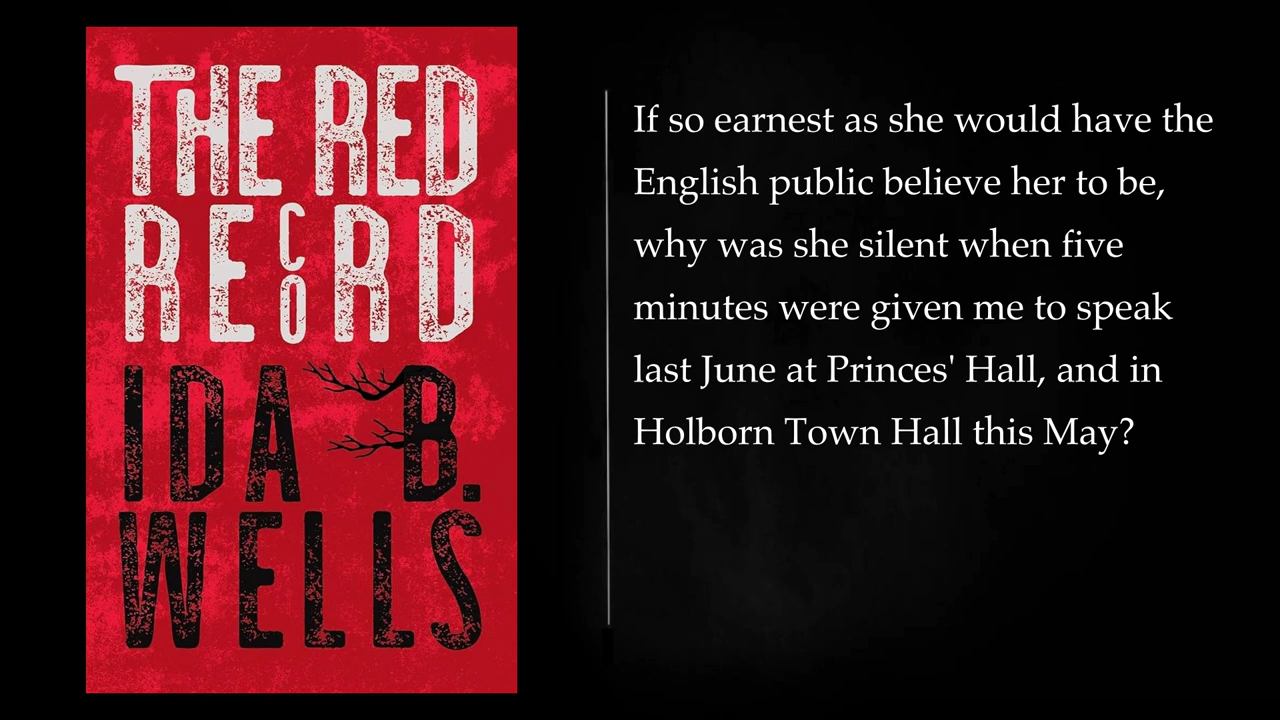 THE RED
RECORD
IDA B.
WELLS
If so earnest as she would have the
English public believe her to be,
why was she silent when five
minutes were given me to speak
last June at Princes' Hall, and in
Holborn Town Hall this May?